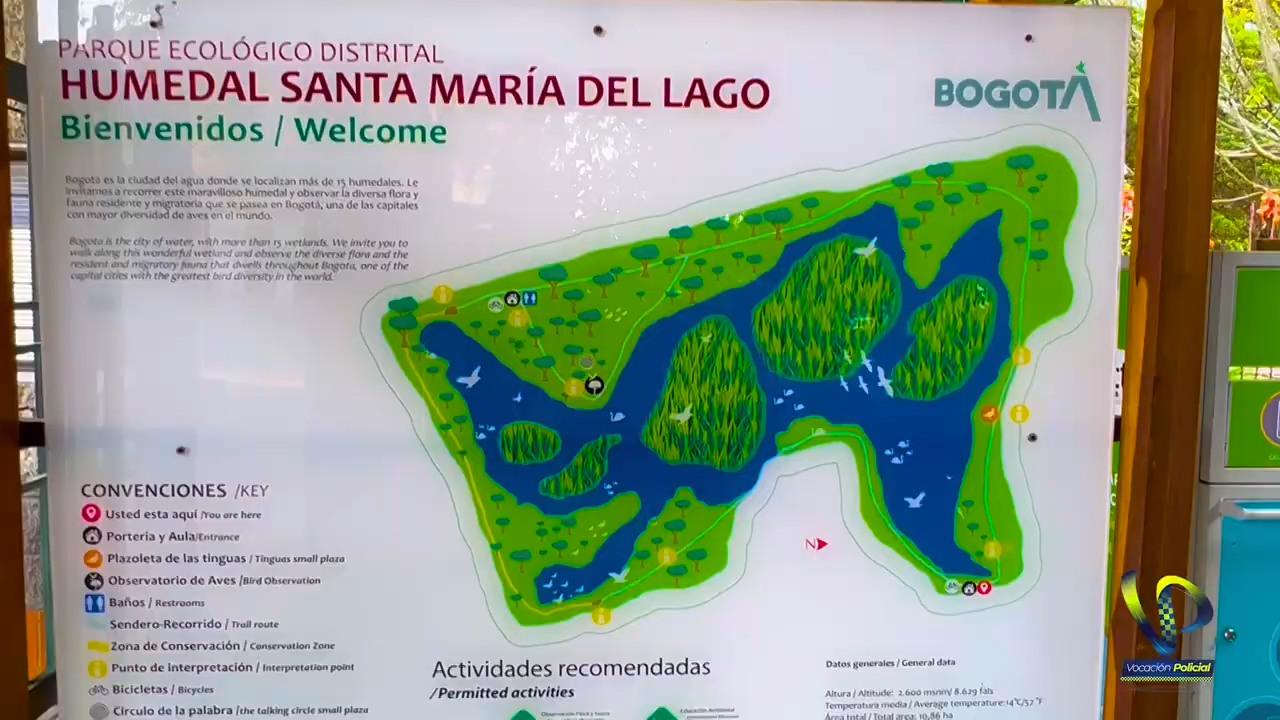 PARQUE ECOLÓGICO DISTRITAL
HUMEDAL SANTA MARÍA DEL LAGO
Bienvenidos / Welcome
BOGOTÁ
Bogota es la ciudad del agua donde se localizan más de 15 humedales. Le
invitamos a recorrer este maravilloso humedal y observar la diversa flora y
fauna residente y migratoria que se pasea en Bogotá, una de las capitales
con mayor diversidad de aves en el mundo.
Bogota is the city of water, with more than 15 wetlands. We invite you to
walk along this wonderful wetland and observe the diverse flora and the
resident and migratory fauna that dwells throughout Bogota, one of the
capital cities with the greatest bird diversity in the world.
N
CONVENCIONES /KEY
Usted esta aquí /You are here
Porteria y Aula/Entrance
Plazoleta de las tinguas / Tinguas small plaza
Observatorio de Aves /Bird Observation
Baños / Restrooms
Sendero-Recorrido / Trail route
Zona de Conservación / Conservation Zone
Punto de interpretación / Interpretation point
Bicicletas / Bycicles
Circulo de la palabra /the talking circle small plaza
Actividades recomendadas
/Permitted activities
Datos generales / General data
Altura / Altitude: 2.600 msnm/ 8.629 fals
Temperatura media / Average temperature: 14°C/57 °F
Área total / Total area: 10,86 ha
Vocación Policial